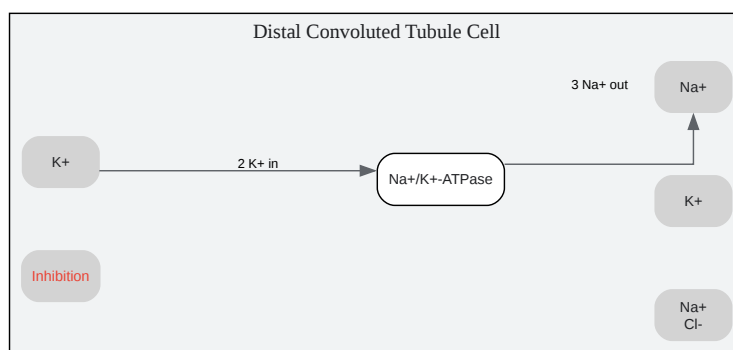 Distal Convoluted Tubule Cell
3 Na+ out
Na+
K+
2 K+ in
Na+/K+-ATPase
K+
Inhibition
Na+
Cl-